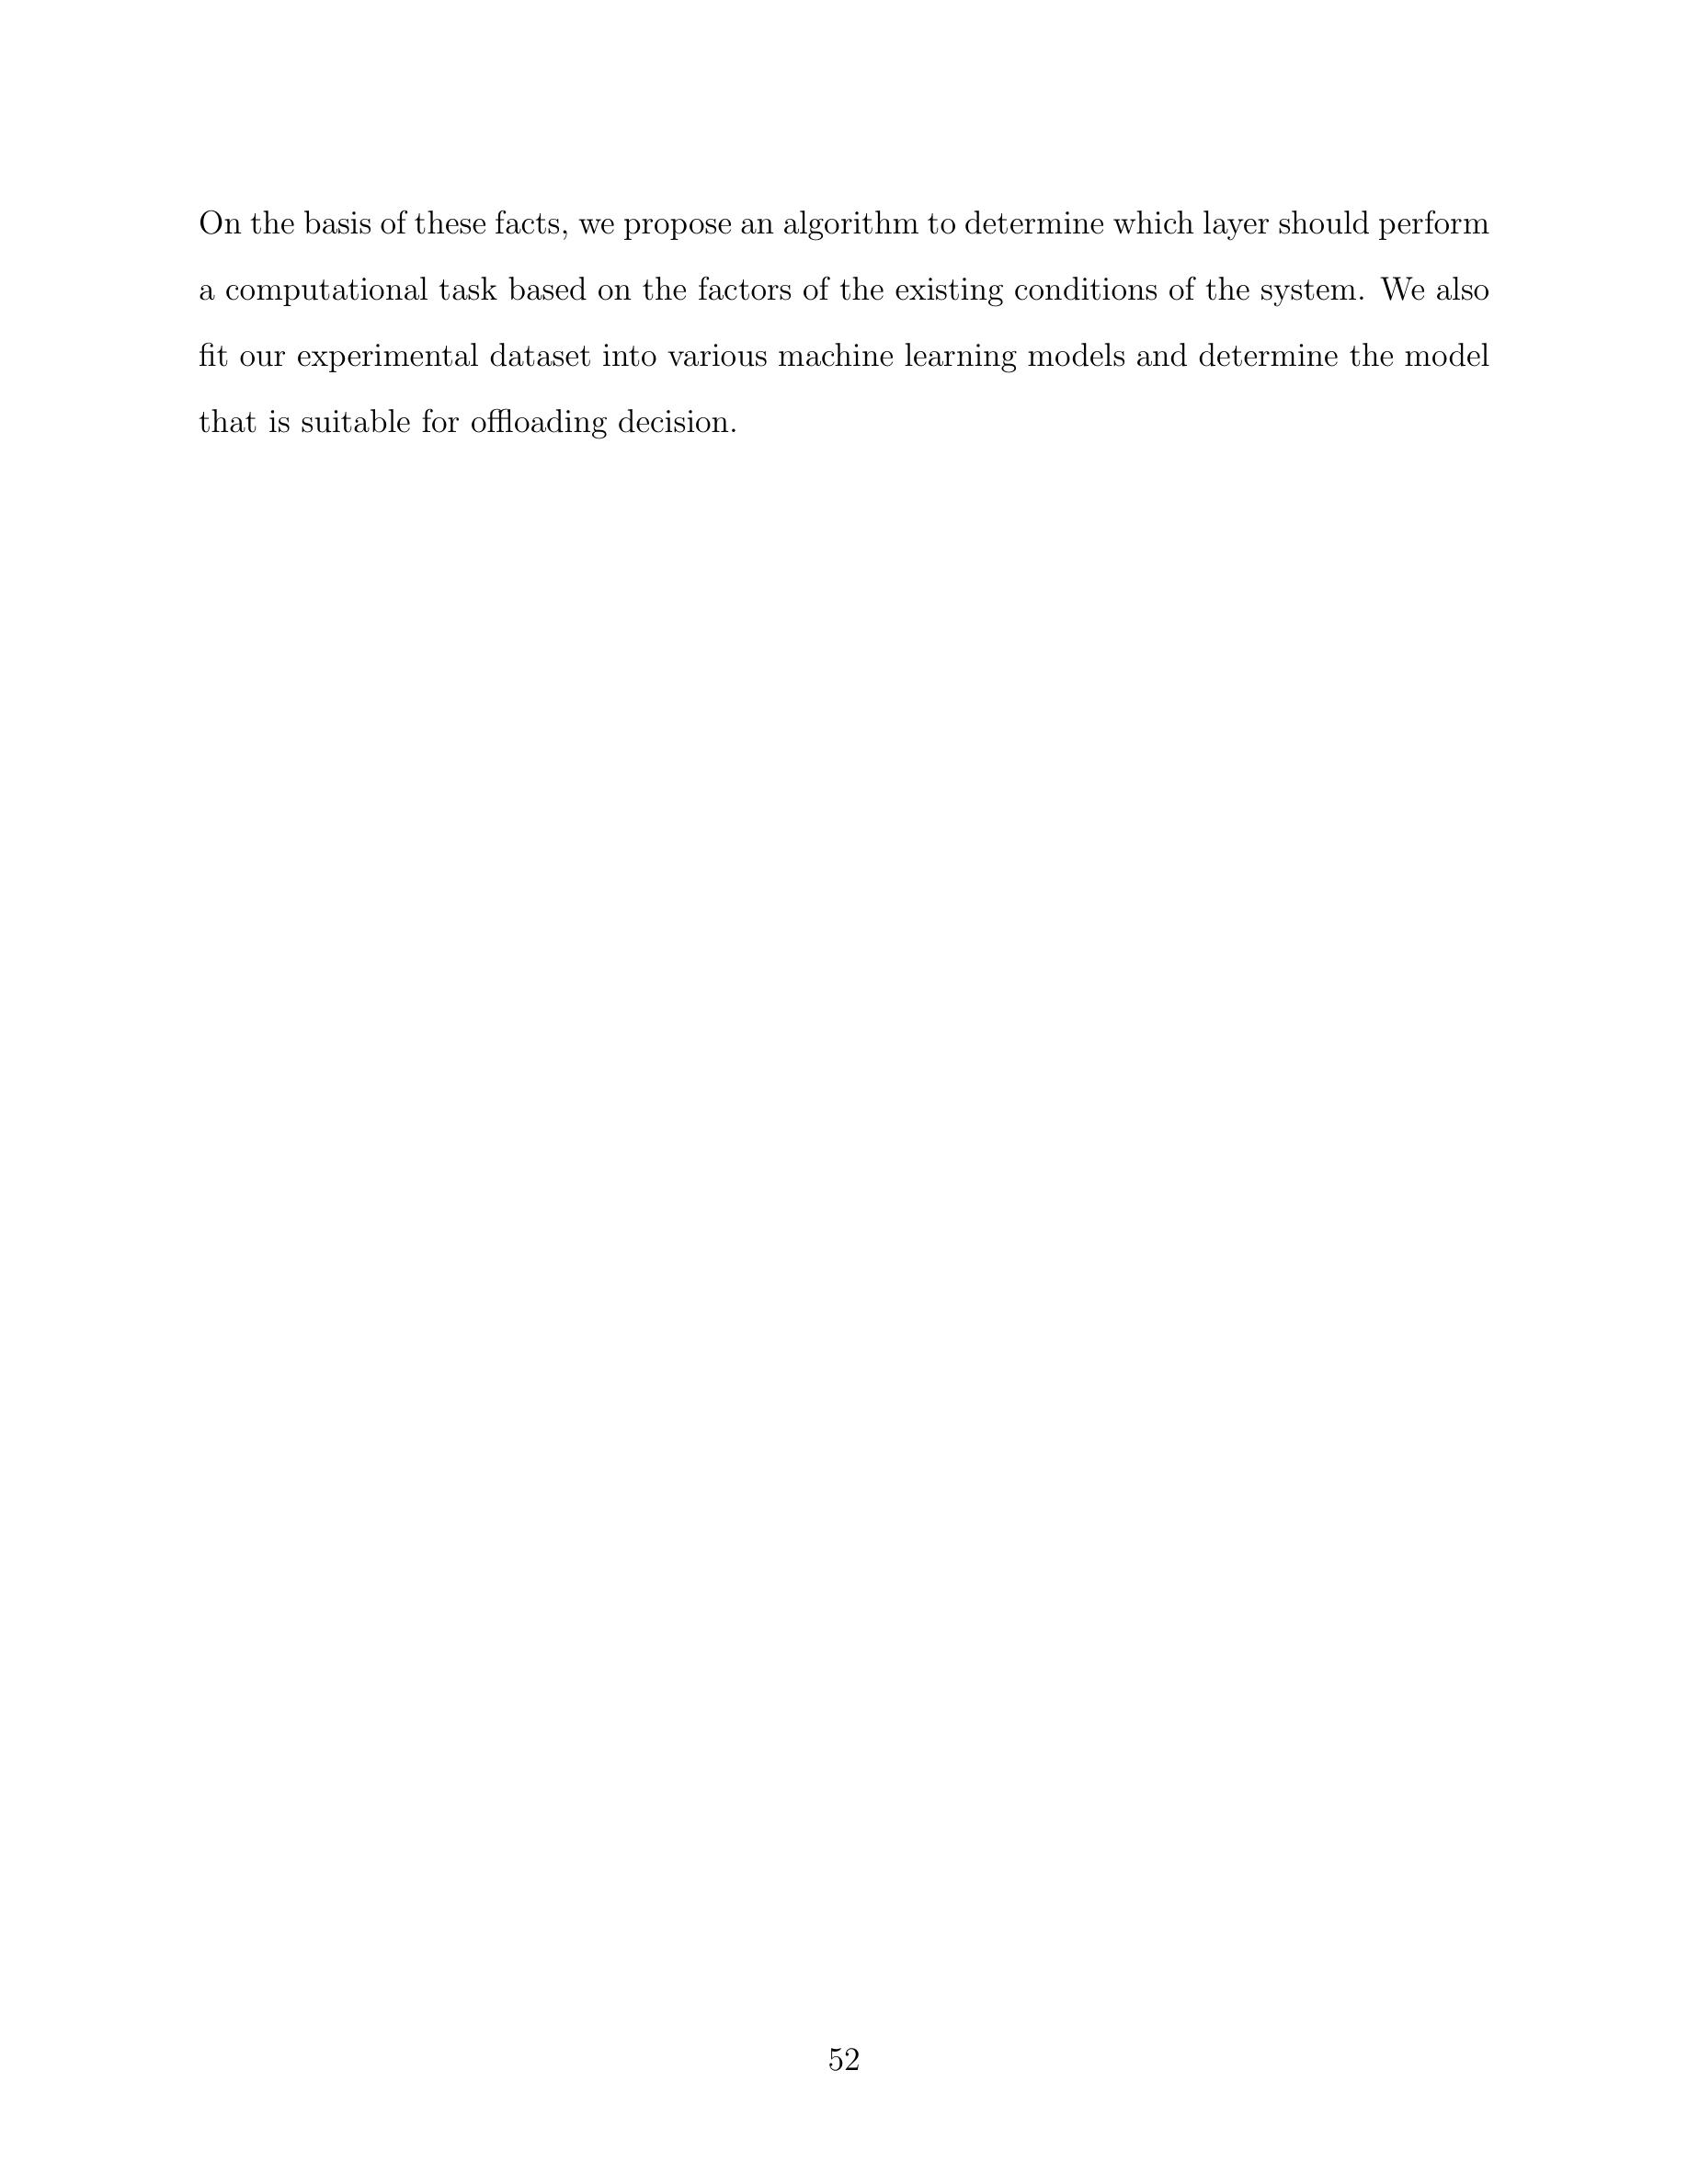 On the basis of these facts, we propose an algorithm to determine which layer should perform
a computational task based on the factors of the existing conditions of the system. We also
fit our experimental dataset into various machine learning models and determine the model
that is suitable for offloading decision.
52